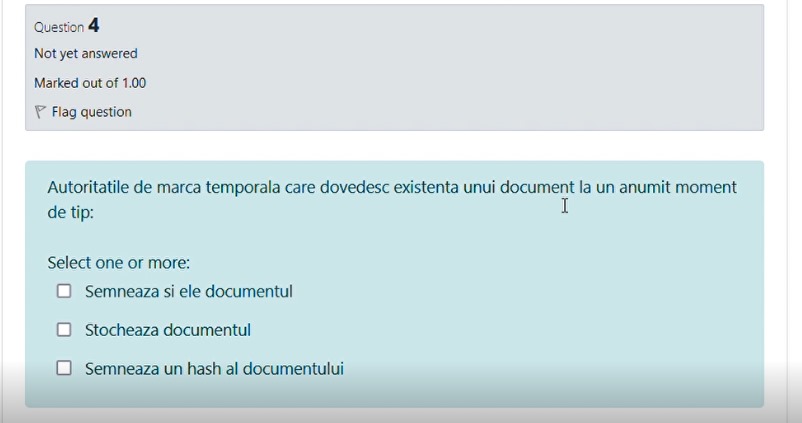 Question 4
Not yet answered
Marked out of 1.00
Flag question
Autoritatile de marca temporala care dovedesc existenta unui document la un anumit moment
de tip:
Select one or more:
Semneaza si ele documentul
Stocheaza documentul
Semneaza un hash al documentului